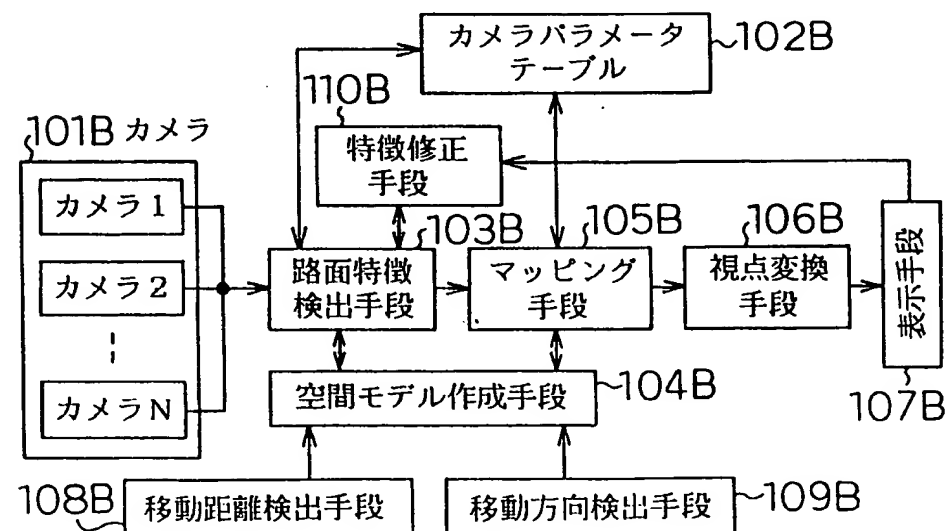 カメラパラメータ
テーブル
102B
110B
101B カメラ
特徴修正
手段
カメラ1
103B
105B
106B
カメラ2
路面特徴
検出手段
マッピング
手段
視点変換
手段
表示手段
カメラN
空間モデル作成手段
104B
107B
108B
移動距離検出手段
移動方向検出手段
109B